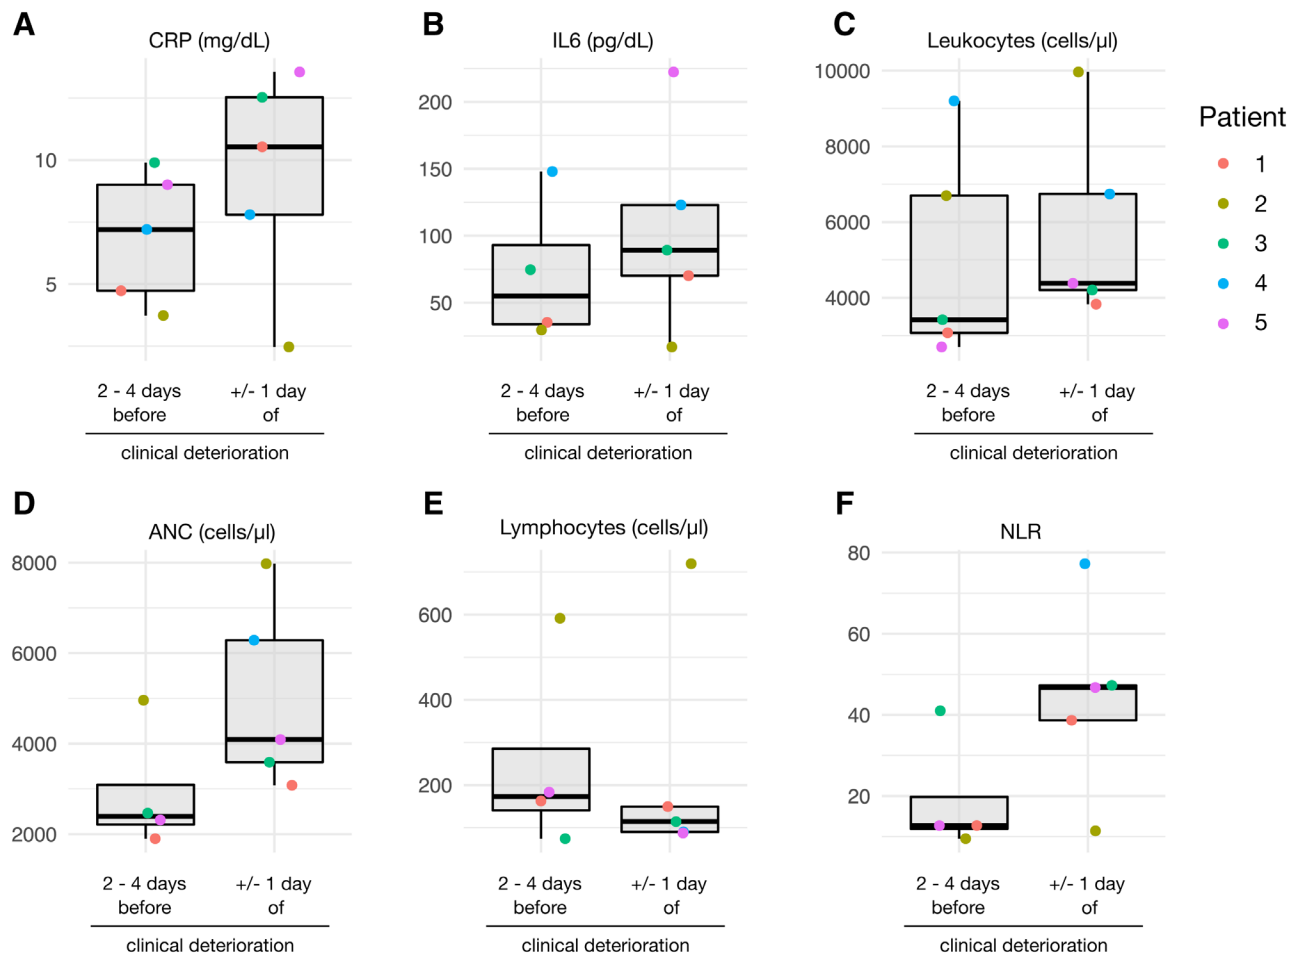 A
CRP (mg/dL)
10
5
2 - 4 days
before
+/- 1 day
of
clinical deterioration
B
IL6 (pg/dL)
200
150
100
50
2 - 4 days
before
+/- 1 day
of
clinical deterioration
C
Leukocytes (cells/µl)
10000
8000
6000
4000
2 - 4 days
before
+/- 1 day
of
clinical deterioration
Patient
1
2
3
4
5
D
ANC (cells/µl)
8000
6000
4000
2000
2 - 4 days
before
+/- 1 day
of
clinical deterioration
E
Lymphocytes (cells/µl)
600
400
200
2 - 4 days
before
+/- 1 day
of
clinical deterioration
F
NLR
80
60
40
20
2 - 4 days
before
+/- 1 day
of
clinical deterioration